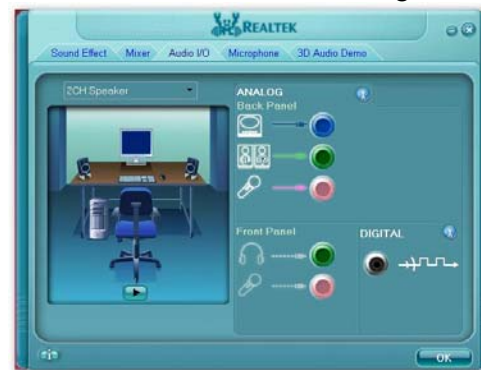 REALTEK
Sound Effect Mixer Audio I/O Microphone 3D Audio Demo
2CH Speaker
ANALOG
Back Panel
Front Panel
DIGITAL
OK